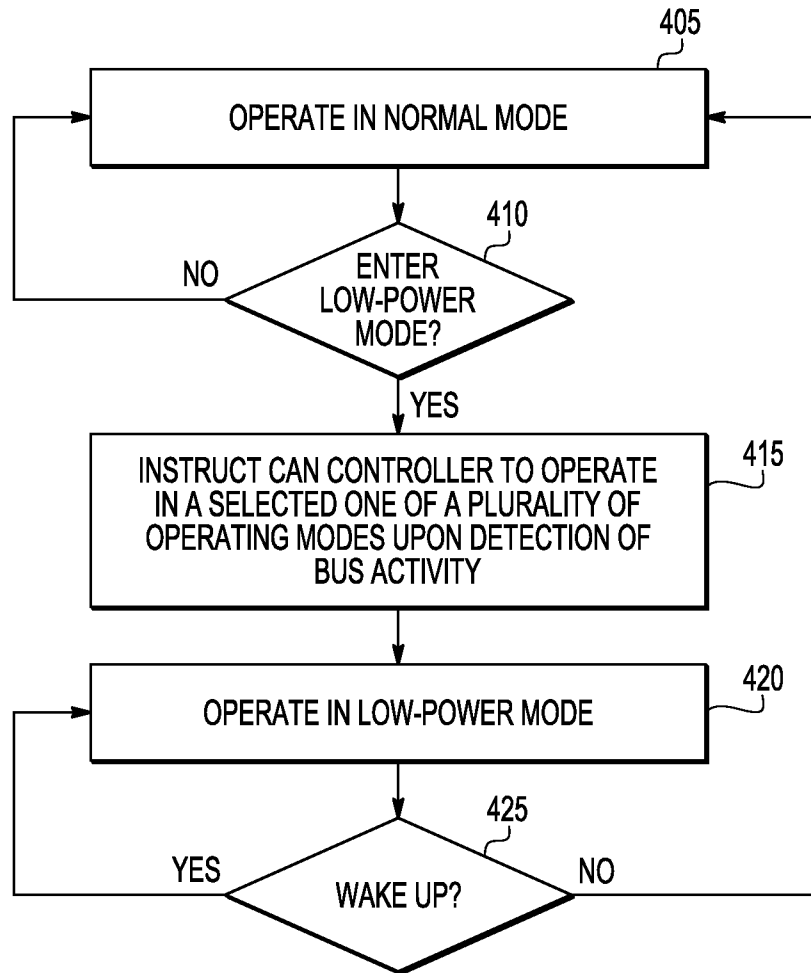 405
OPERATE IN NORMAL MODE
410
NO
ENTER
LOW-POWER
MODE?
YES
415
INSTRUCT CAN CONTROLLER TO OPERATE
IN A SELECTED ONE OF A PLURALITY OF
OPERATING MODES UPON DETECTION OF
BUS ACTIVITY
420
OPERATE IN LOW-POWER MODE
425
YES
WAKE UP?
NO